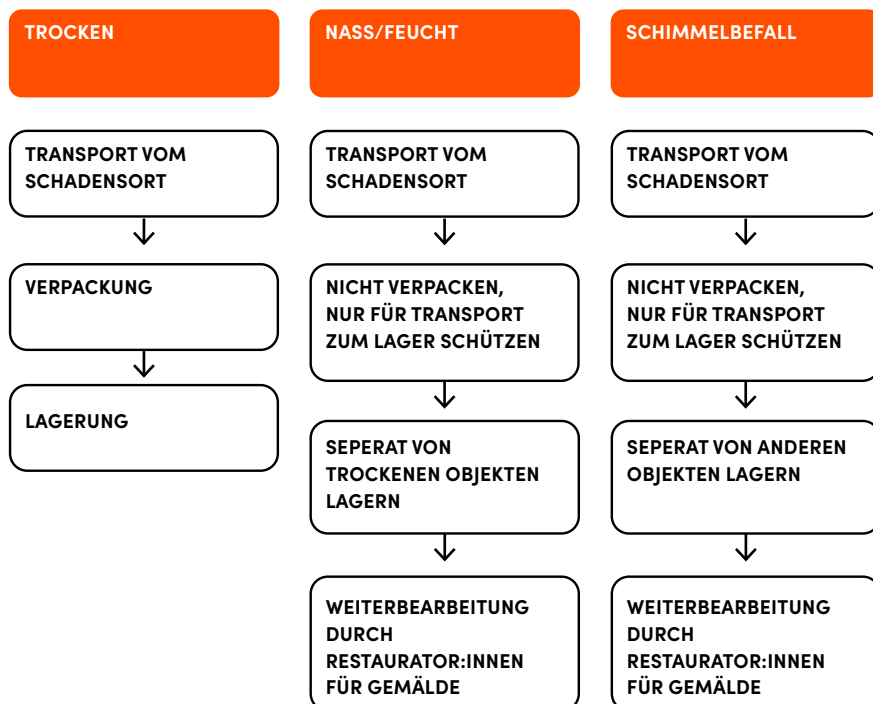 TROCKEN
NASS/FEUCHT
SCHIMMELBEFALL
TRANSPORT VOM
SCHADENSORT
TRANSPORT VOM
SCHADENSORT
TRANSPORT VOM
SCHADENSORT
VERPACKUNG
NICHT VERPACKEN,
NUR FÜR TRANSPORT
ZUM LAGER SCHÜTZEN
NICHT VERPACKEN,
NUR FÜR TRANSPORT
ZUM LAGER SCHÜTZEN
LAGERUNG
SEPERAT VON
TROCKENEN OBJEKTEN
LAGERN
SEPERAT VON ANDEREN
OBJEKTEN LAGERN
WEITERBEARBEITUNG
DURCH
RESTAURATOR:INNEN
FÜR GEMÄLDE
WEITERBEARBEITUNG
DURCH
RESTAURATOR:INNEN
FÜR GEMÄLDE